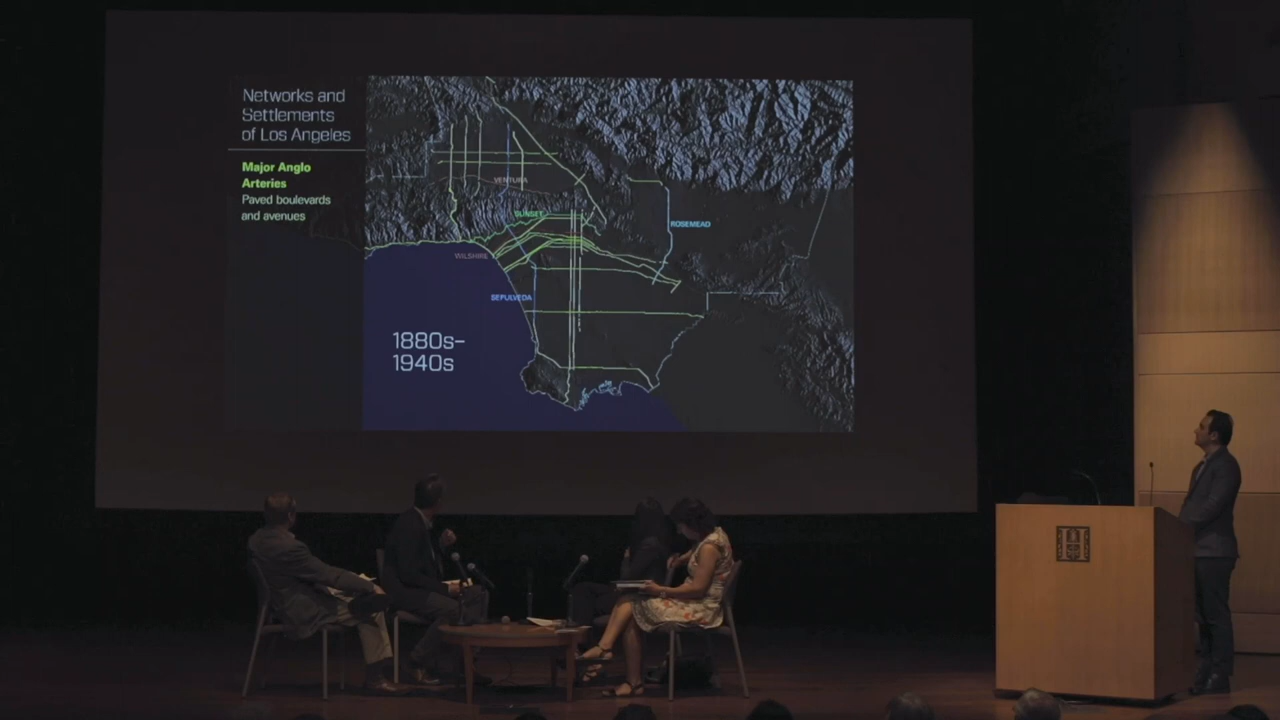 Networks and
Settlements
of Los Angeles
Major Anglo
Arteries
Paved boulevards
and avenues
VENTURA
SUNSET
ROSEMEAD
WILSHIRE
SEPULVEDA
1880s–
1940s